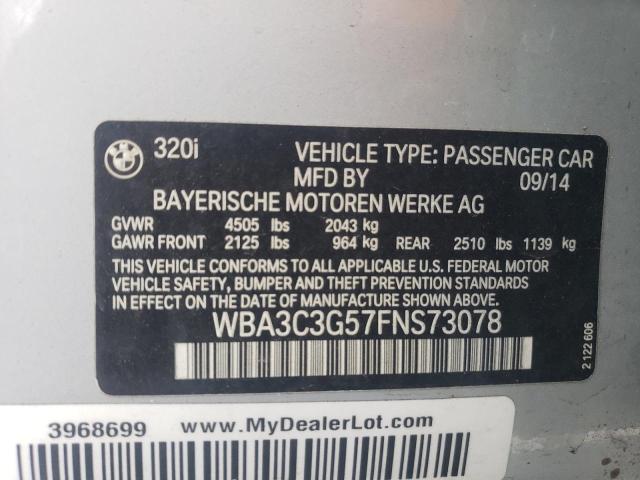 320i VEHICLE TYPE: PASSENGER CAR
MFD BY 09/14
BAYERISCHE MOTOREN WERKE AG
GVWR 4505 lbs 2043 kg
GAWR FRONT 2125 lbs 964 kg REAR 2510 lbs 1139 kg
THIS VEHICLE CONFORMS TO ALL APPLICABLE U.S. FEDERAL MOTOR
VEHICLE SAFETY, BUMPER AND THEFT PREVENTION STANDARDS
IN EFFECT ON THE DATE OF MANUFACTURE SHOWN ABOVE.
WBA3C3G57FNS73078
2 122 606
3968699 www.MyDealerLot.com